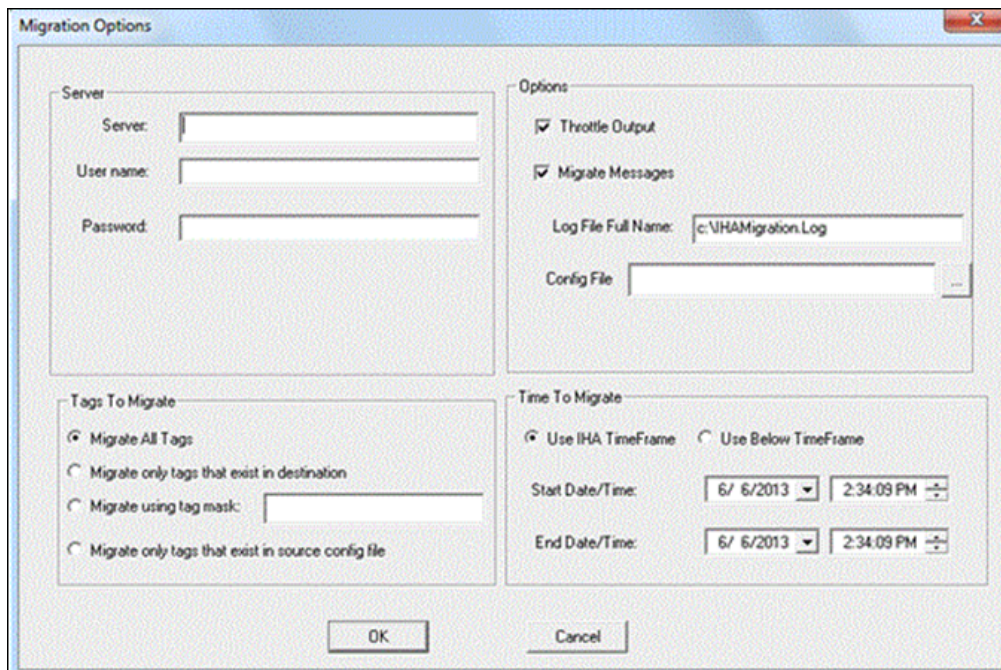 Migration Options
Server
Server:
User name:
Password:
Options
Throttle Output
Migrate Messages
Log File Full Name: c:\IHAMigration.Log
Config File ...
Tags To Migrate
Migrate All Tags
Migrate only tags that exist in destination
Migrate using tag mask:
Migrate only tags that exist in source config file
Time To Migrate
Use IHA TimeFrame Use Below TimeFrame
Start Date/Time: 6/ 6/2013 2:34:09 PM
End Date/Time: 6/ 6/2013 2:34:09 PM
OK Cancel